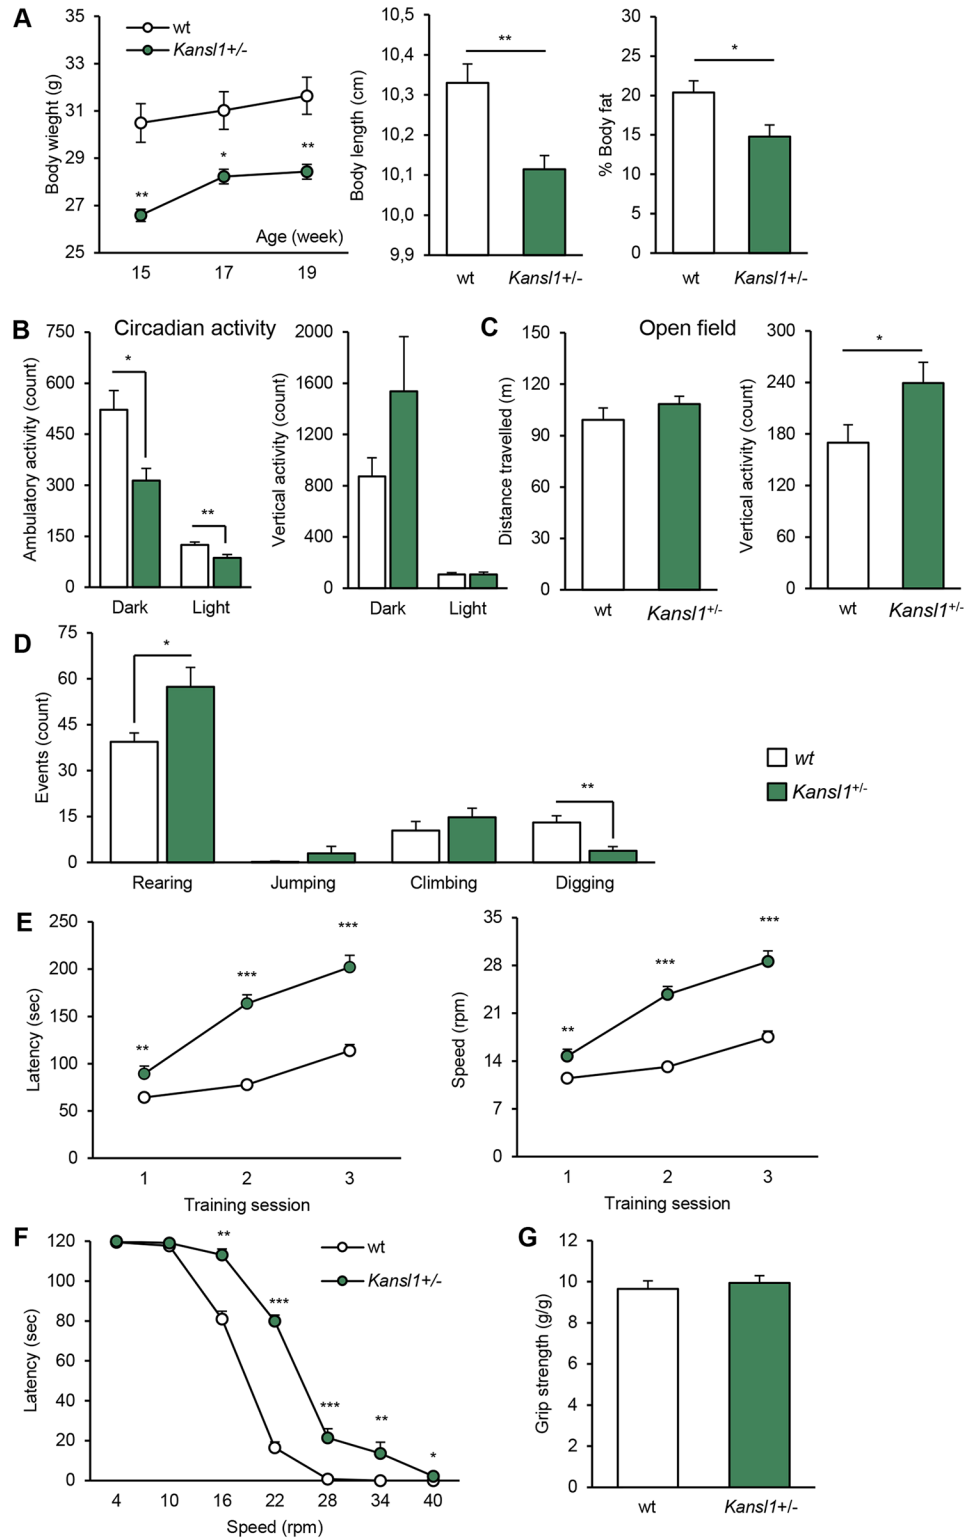 A
35
33
31
29
27
25
Body wieght (g)
wt
Kansl1+/-
**
*
**
Age (week)
15 17 19
10,5
10,4
10,3
10,2
10,1
10,0
9,9
Body length (cm)
**
wt Kansl1+/-
30
25
20
15
10
5
0
% Body fat
*
wt Kansl1+/-
B
Circadian activity
750
600
450
300
150
0
Ambulatory activity (count)
*
**
Dark Light
2000
1600
1200
800
400
0
Vertical activity (count)
Dark Light
C
Open field
150
120
90
60
30
0
Distance travelled (m)
wt Kansl1+/-
300
240
180
120
60
0
Vertical activity (count)
*
wt Kansl1+/-
D
75
60
45
30
15
0
Events (count)
*
**
Rearing Jumping Climbing Digging
wt
Kansl1+/-
E
250
200
150
100
50
0
Latency (sec)
**
***
***
1 2 3
Training session
35
28
21
14
7
0
Speed (rpm)
**
***
***
1 2 3
Training session
F
120
100
80
60
40
20
0
Latency (sec)
wt
Kansl1+/-
**
***
***
**
*
4 10 16 22 28 34 40
Speed (rpm)
G
12
10
8
6
4
2
0
Grip strength (g/g)
wt Kansl1+/-